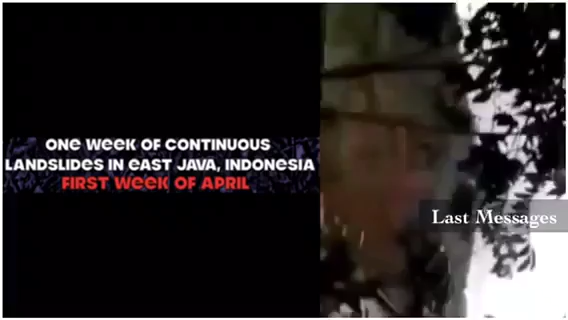 ONE WEEK OF CONTINUOUS
LANDSLIDES IN EAST JAVA, INDONESIA
FIRST WEEK OF APRIL
Last Messages